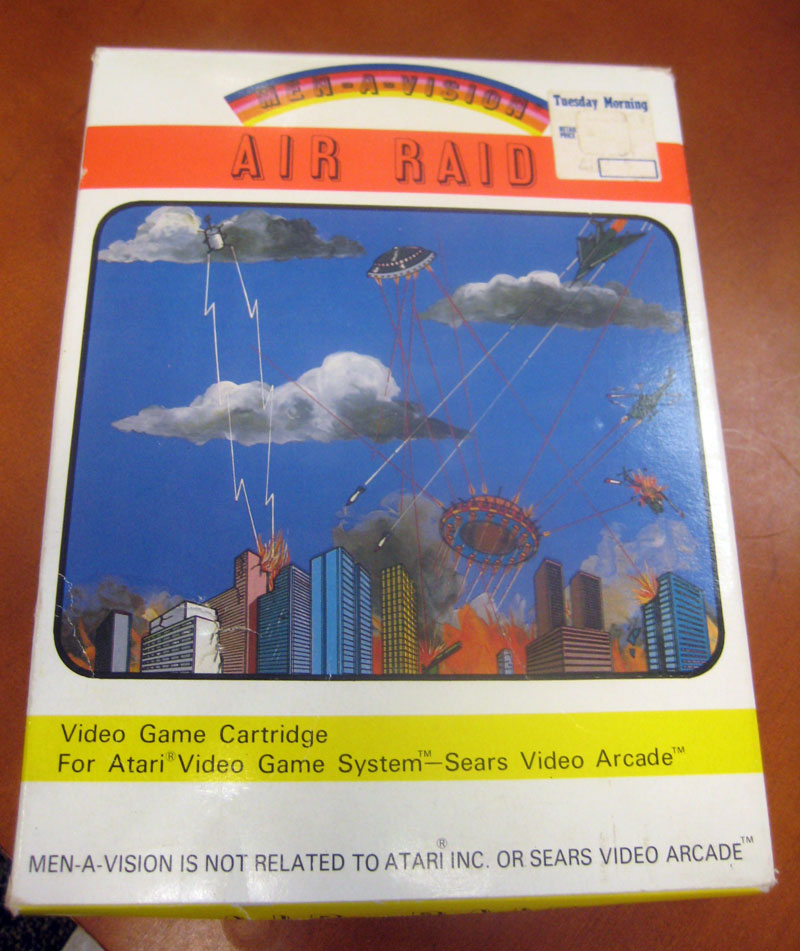 MEN-A-VISION
Tuesday Morning
AIR RAID
Video Game Cartridge
For Atari® Video Game System™—Sears Video Arcade™
MEN-A-VISION IS NOT RELATED TO ATARI® INC. OR SEARS VIDEO ARCADE™